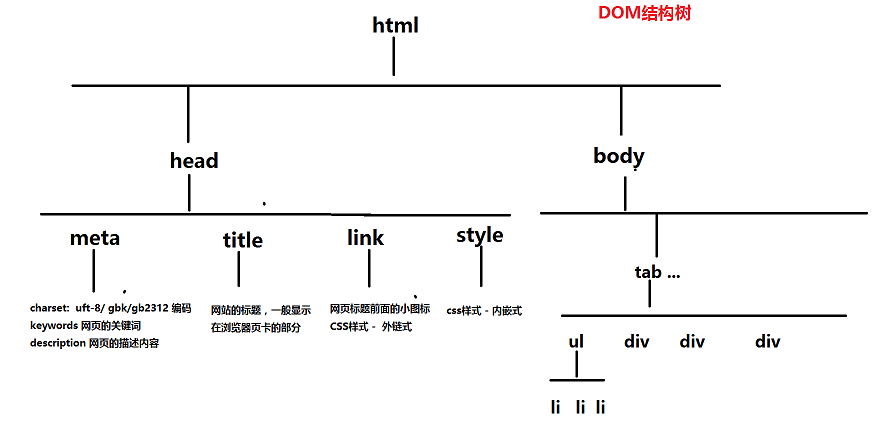 DOM结构树
html
head
body
meta
title
link
style
tab ...
charset: uft-8/ gbk/gb2312 编码
keywords 网页的关键词
description 网页的描述内容
网站的标题，一般显示
在浏览器页卡的部分
网页标题前面的小图标
CSS样式 - 外链式
css样式 - 内嵌式
ul div div div
li li li